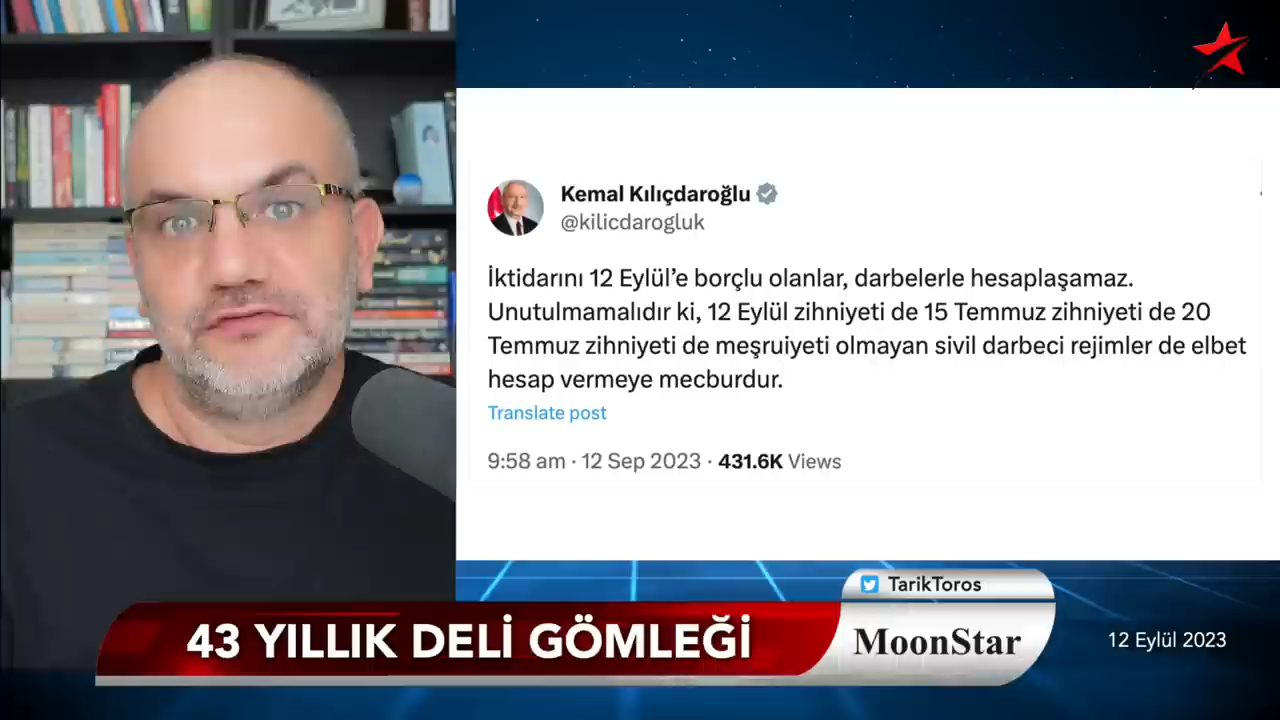 Kemal Kılıçdaroğlu
@kilicdarogluk
İktidarını 12 Eylül’e borçlu olanlar, darbelerle hesaplaşamaz.
Unutulmamalıdır ki, 12 Eylül zihniyeti de 15 Temmuz zihniyeti de 20
Temmuz zihniyeti de meşruiyeti olmayan sivil darbeci rejimler de elbet
hesap vermeye mecburdur.
Translate post
9:58 am · 12 Sep 2023 · 431.6K Views
TarikToros
43 YILLIK DELİ GÖMLEĞİ
MoonStar
12 Eylül 2023